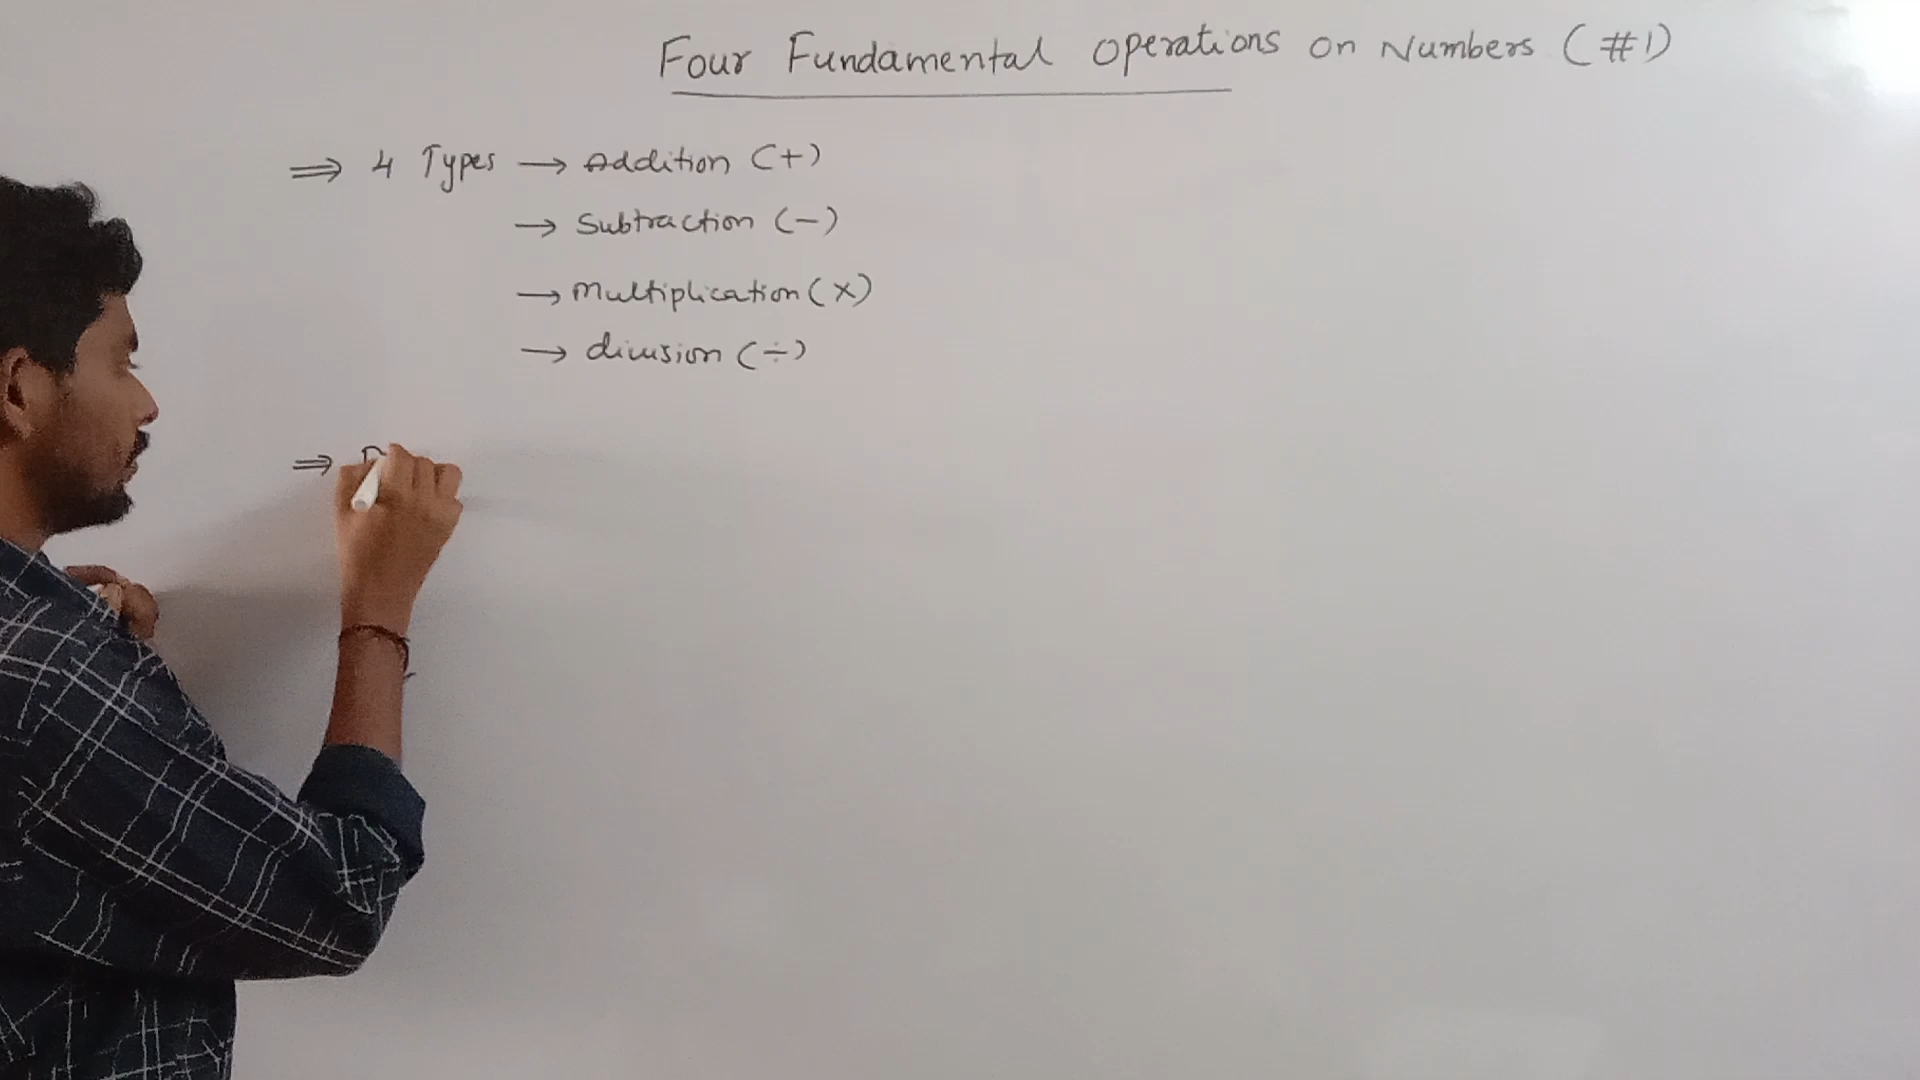 Four Fundamental Operations on Numbers (#1)
⇒ 4 Types → Addition (+)
→ Subtraction (−)
→ Multiplication (×)
→ division (÷)
⇒